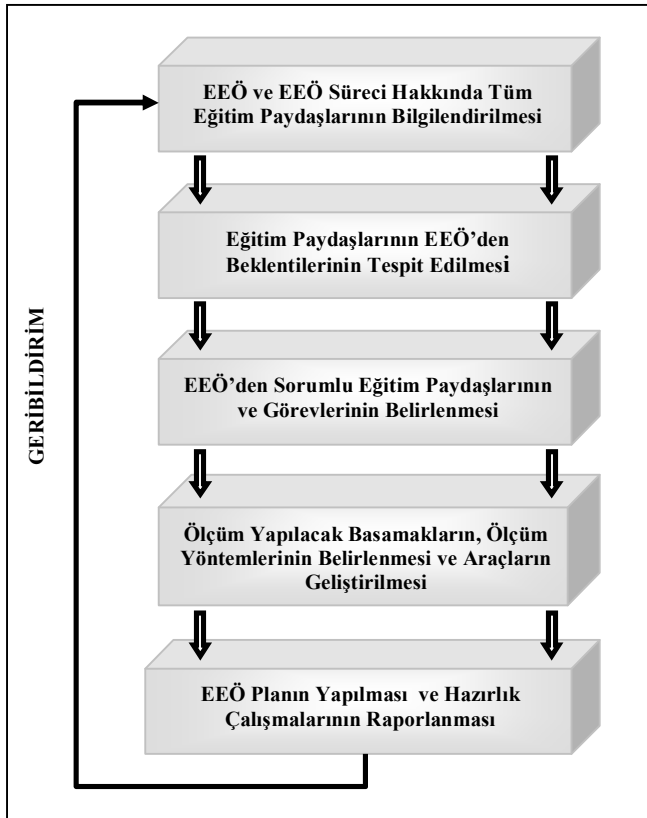 EEÖ ve EEÖ Süreci Hakkında Tüm
Eğitim Paydaşlarının Bilgilendirilmesi
Eğitim Paydaşlarının EEÖ’den
Beklentilerinin Tespit Edilmesi
EEÖ’den Sorumlu Eğitim Paydaşlarının
ve Görevlerinin Belirlenmesi
Ölçüm Yapılacak Basamakların, Ölçüm
Yöntemlerinin Belirlenmesi ve Araçların
Geliştirilmesi
EEÖ Planın Yapılması ve Hazırlık
Çalışmalarının Raporlanması
GERİBİLDİRİM